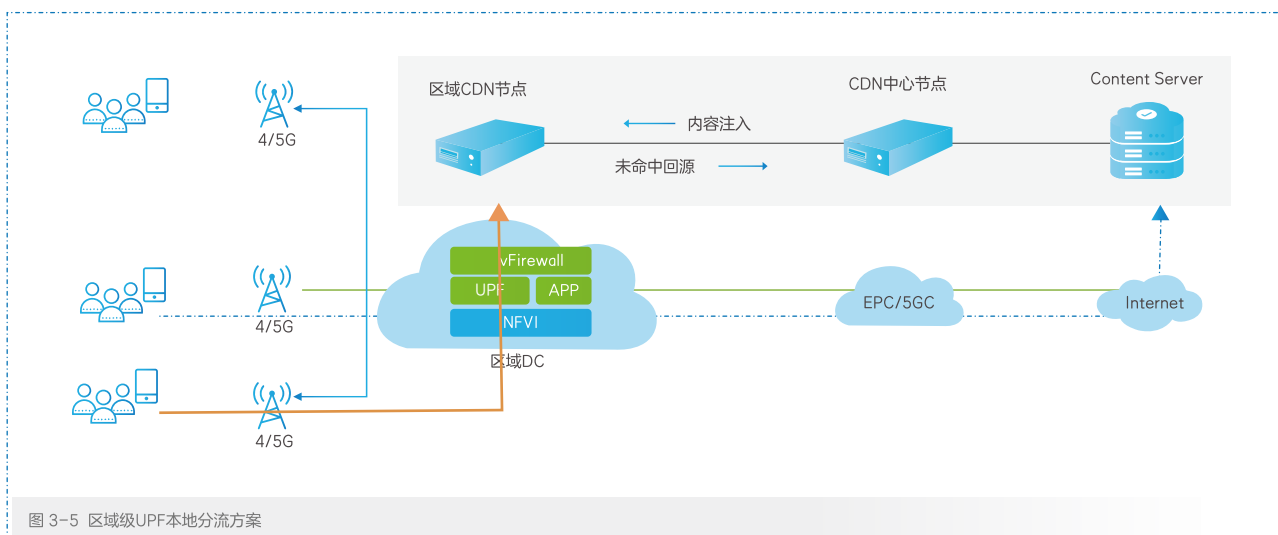 区域CDN节点
CDN中心节点
Content Server
4/5G
内容注入
未命中回源
vFirewall
UPF
APP
NFVI
区域DC
4/5G
EPC/5GC
Internet
4/5G
图 3-5 区域级UPF本地分流方案